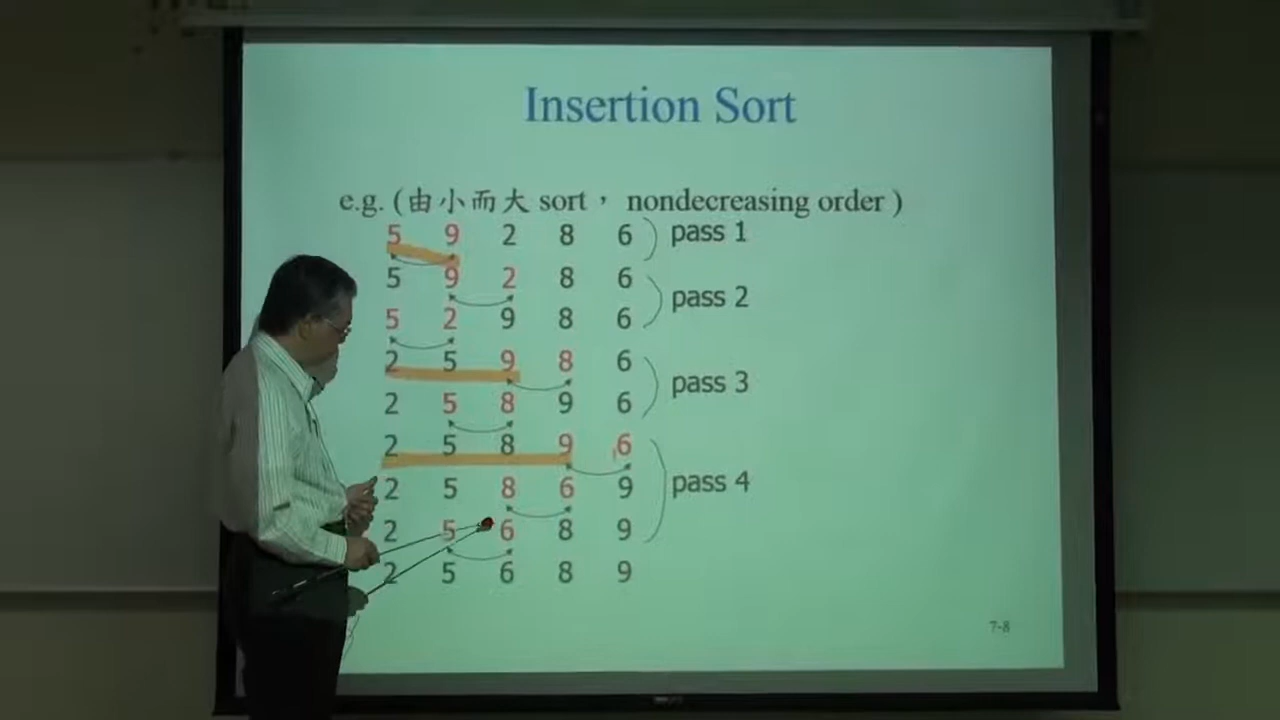 Insertion Sort
e.g. (由小而大 sort， nondecreasing order )
5 9 2 8 6 pass 1
5 9 2 8 6
pass 2
5 2 9 8 6
2 5 9 8 6
pass 3
2 5 8 9 6
2 5 8 9 6
2 5 8 6 9 pass 4
2 5 6 8 9
2 5 6 8 9
7-8